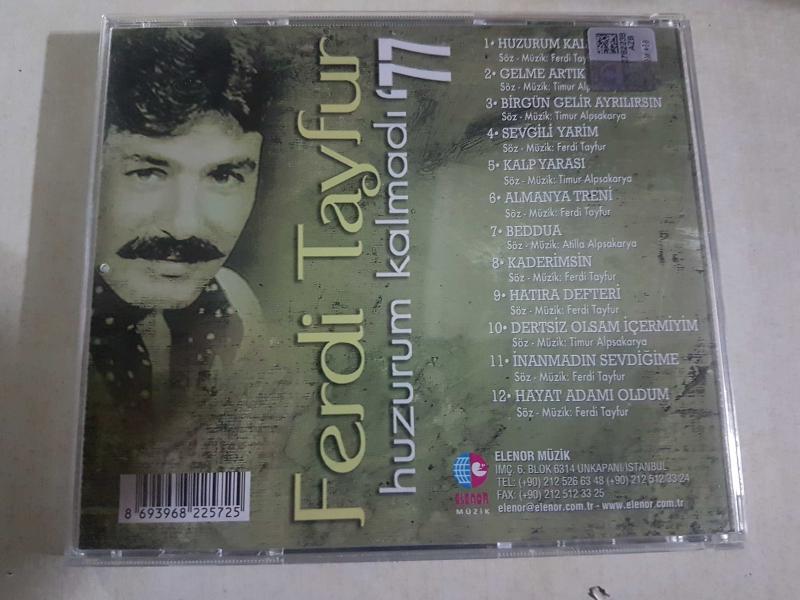 Ferdi Tayfur
huzurum kalmadı '77
1• HUZURUM
Söz - Müzik: Ferdi
2• GELME ARTIK
Söz - Müzik: Timur
3• BİRGÜN GELİR AYRILIRSIN
Söz - Müzik: Timur Alpsakarya
4• SEVGİLİ YARİM
Söz - Müzik: Ferdi Tayfur
5• KALP YARASI
Söz - Müzik: Timur Alpsakarya
6• ALMANYA TRENİ
Söz - Müzik: Ferdi Tayfur
7• BEDDUA
Söz - Müzik: Atilla Alpsakarya
8• KADERİMSİN
Söz - Müzik: Ferdi Tayfur
9• HATIRA DEFTERİ
Söz - Müzik: Ferdi Tayfur
10• DERTSİZ OLSAM İÇERMİYİM
Söz - Müzik: Timur Alpsakarya
11• İNANMADIN SEVDİĞİME
Söz - Müzik: Ferdi Tayfur
12• HAYAT ADAMI OLDUM
Söz - Müzik: Ferdi Tayfur
ELENOR MÜZİK
İMÇ. 6. BLOK 6314 UNKAPANI/İSTANBUL
TEL: (+90) 212 526 63 48 (+90) 212 512 33 24
FAX: (+90) 212 512 33 25
elenor@elenor.com.tr - www.elenor.com.tr
ELENOR
MÜZİK
8 693968 225725